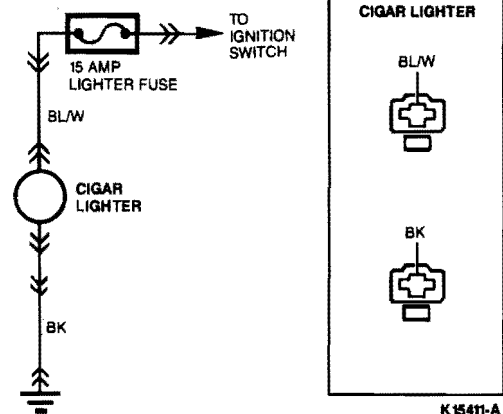 TO
IGNITION
SWITCH
15 AMP
LIGHTER FUSE
BL/W
CIGAR
LIGHTER
BK
CIGAR LIGHTER
BL/W
BK
K15411-A